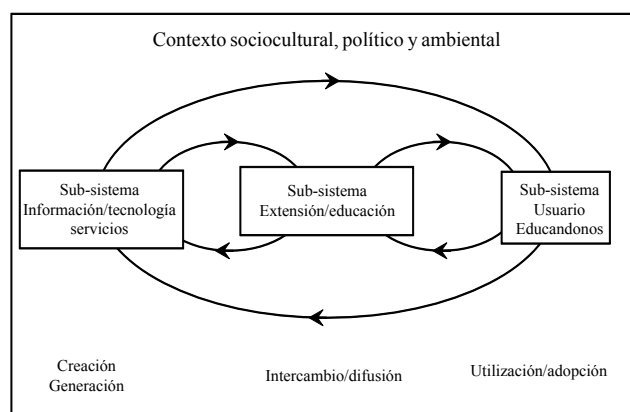 Contexto sociocultural, político y ambiental
Sub-sistema
Información/tecnología
servicios
Sub-sistema
Extensión/educación
Sub-sistema
Usuario
Educandonos
Creación
Generación
Intercambio/difusión
Utilización/adopción